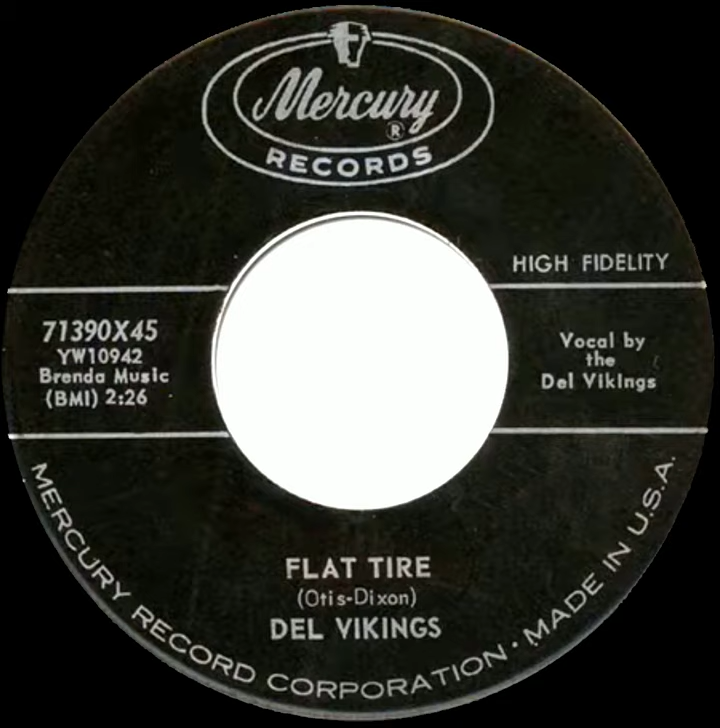 Mercury
®
RECORDS
HIGH FIDELITY
71390X45
YW10942
Brenda Music
(BMI) 2:26
Vocal by
the
Del Vikings
FLAT TIRE
(Otis-Dixon)
DEL VIKINGS
MERCURY RECORD CORPORATION • MADE IN U.S.A.